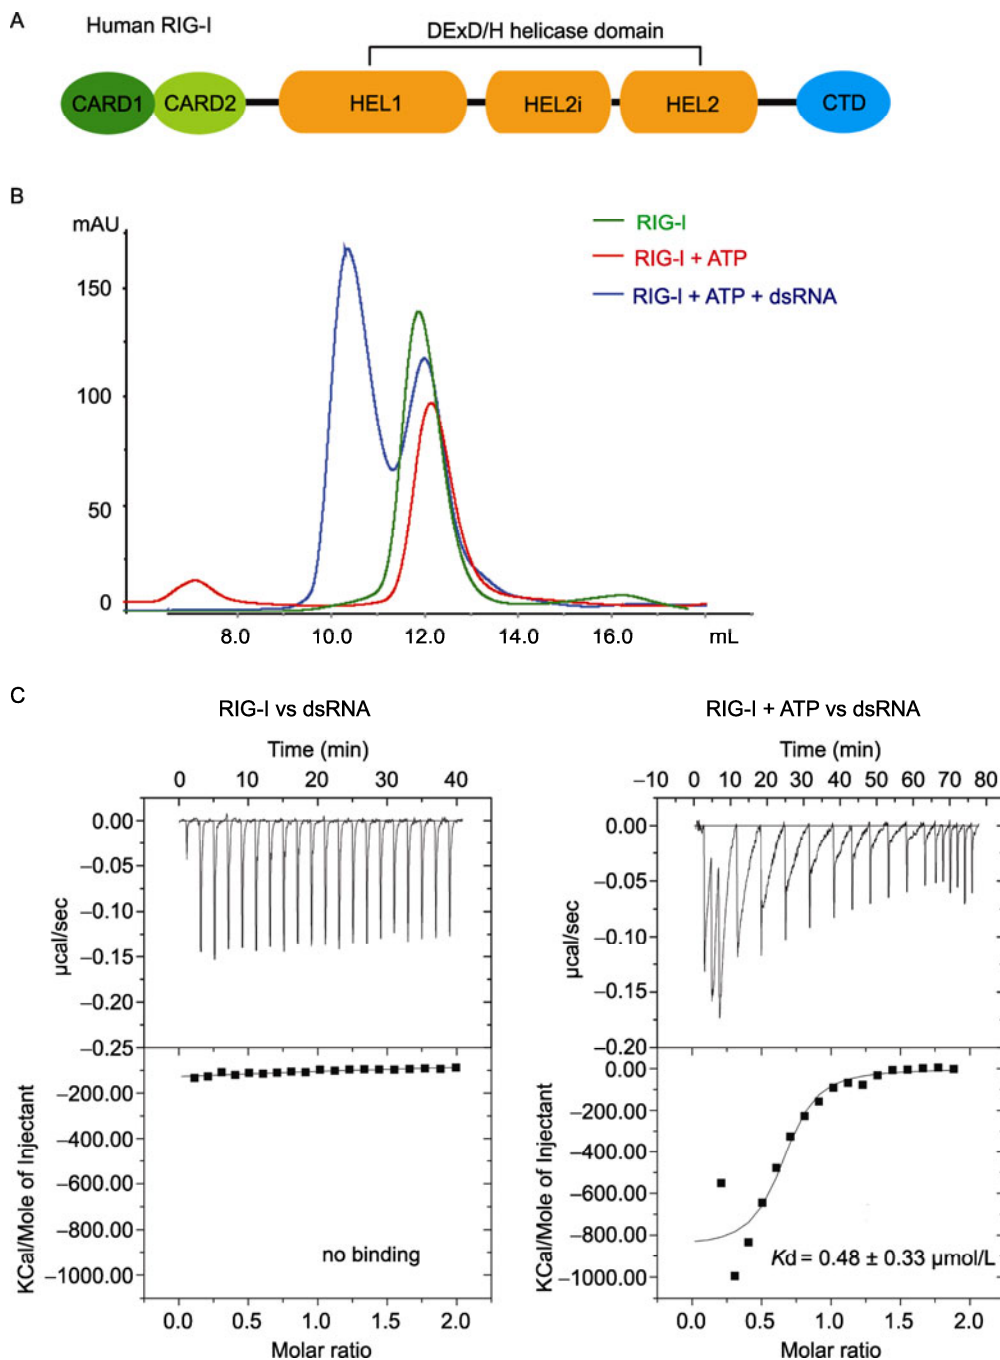 A
Human RIG-I
DExD/H helicase domain
CARD1 CARD2 HEL1 HEL2i HEL2 CTD
B
mAU
RIG-I
RIG-I + ATP
RIG-I + ATP + dsRNA
150
100
50
0
8.0 10.0 12.0 14.0 16.0 mL
C
RIG-I vs dsRNA
Time (min)
0 10 20 30 40
0.00
−0.05
−0.10
−0.15
−0.20
−0.25
µcal/sec
−200.00
−400.00
−600.00
−800.00
−1000.00
KCal/Mole of Injectant
no binding
0.0 0.5 1.0 1.5 2.0
Molar ratio
RIG-I + ATP vs dsRNA
Time (min)
−10 0 10 20 30 40 50 60 70 80
0.00
−0.05
−0.10
−0.15
−0.20
µcal/sec
0.00
−200.00
−400.00
−600.00
−800.00
−1000.00
KCal/Mole of Injectant
Kd = 0.48 ± 0.33 µmol/L
0.0 0.5 1.0 1.5 2.0
Molar ratio